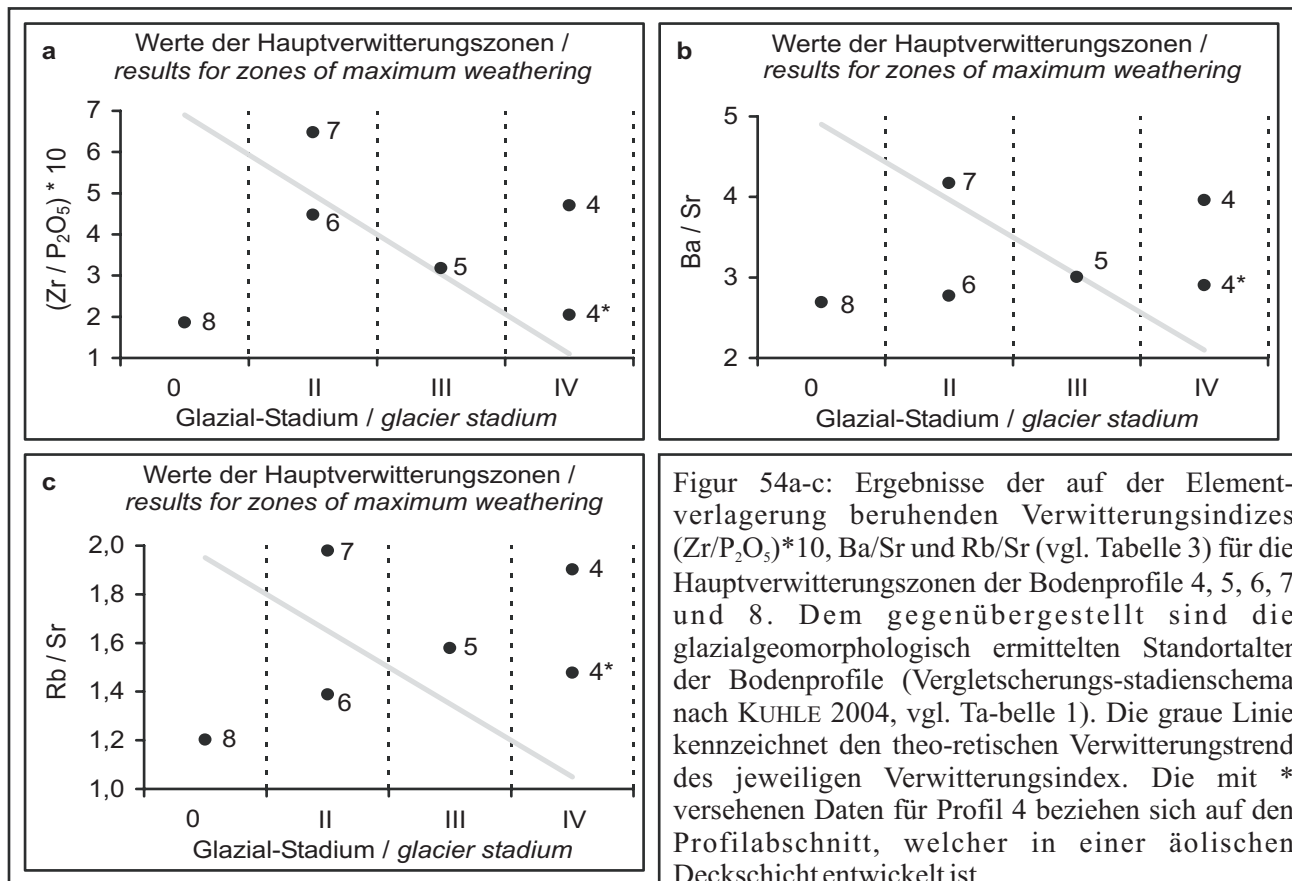 a
Werte der Hauptverwitterungszonen /
results for zones of maximum weathering
(Zr / P₂O₅) * 10
7
6
5
4
3
2
1
8
7
6
5
4
4*
0 II III IV
Glazial-Stadium / glacier stadium
b
Werte der Hauptverwitterungszonen /
results for zones of maximum weathering
Ba / Sr
5
4
3
2
8
7
6
5
4
4*
0 II III IV
Glazial-Stadium / glacier stadium
c
Werte der Hauptverwitterungszonen /
results for zones of maximum weathering
Rb / Sr
2,0
1,8
1,6
1,4
1,2
1,0
8
7
6
5
4
4*
0 II III IV
Glazial-Stadium / glacier stadium
Figur 54a-c: Ergebnisse der auf der Element-
verlagerung beruhenden Verwitterungsindizes
(Zr/P₂O₅)*10, Ba/Sr und Rb/Sr (vgl. Tabelle 3) für die
Hauptverwitterungszonen der Bodenprofile 4, 5, 6, 7
und 8. Dem gegenübergestellt sind die
glazialgeomorphologisch ermittelten Standortalter
der Bodenprofile (Vergletscherungs-stadienschema
nach KUHLE 2004, vgl. Ta-belle 1). Die graue Linie
kennzeichnet den theo-retischen Verwitterungstrend
des jeweiligen Verwitterungsindex. Die mit *
versehenen Daten für Profil 4 beziehen sich auf den
Profilabschnitt, welcher in einer äolischen
Deckschicht entwickelt ist